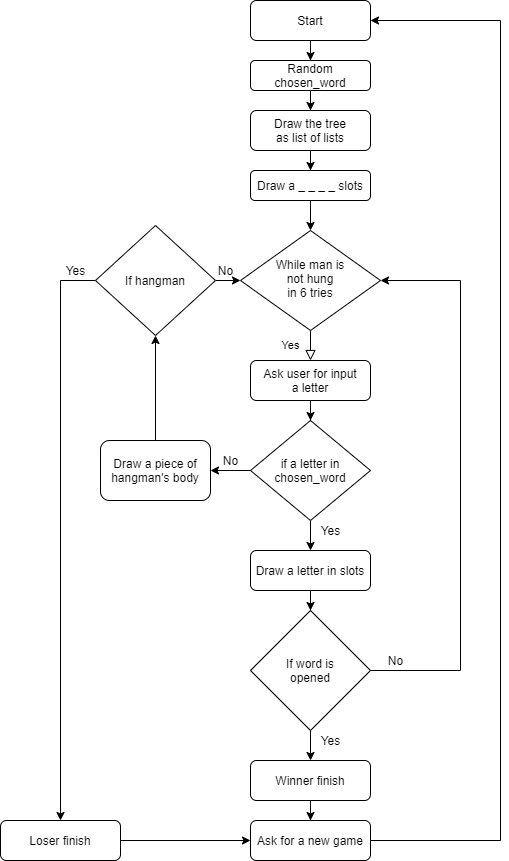 Start
Random
chosen_word
Draw the tree
as list of lists
Draw a _ _ _ _ slots
Yes
If hangman
No
While man is
not hung
in 6 tries
Yes
Ask user for input
a letter
Draw a piece of
hangman's body
No
if a letter in
chosen_word
Yes
Draw a letter in slots
If word is
opened
No
Yes
Winner finish
Loser finish
Ask for a new game